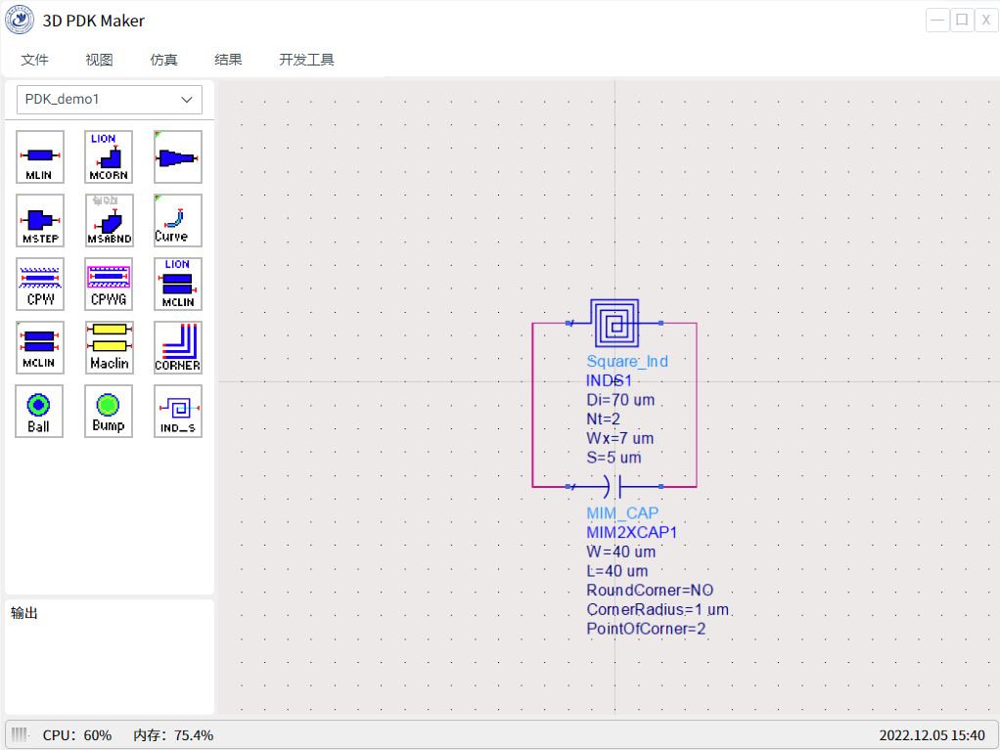 3D PDK Maker
文件 视图 仿真 结果 开发工具
PDK_demo1
MLIN
LION
MCORN
MSTEP
MSABND
Curve
CPW
CPWG
LION
MCLIN
MCLIN
Maclin
CORNER
Ball
Bump
IND_S
Square_Ind
INDS1
Di=70 um
Nt=2
Wx=7 um
S=5 um
MIM_CAP
MIM2XCAP1
W=40 um
L=40 um
RoundCorner=NO
CornerRadius=1 um
PointOfCorner=2
输出
CPU：60% 内存：75.4% 2022.12.05 15:40